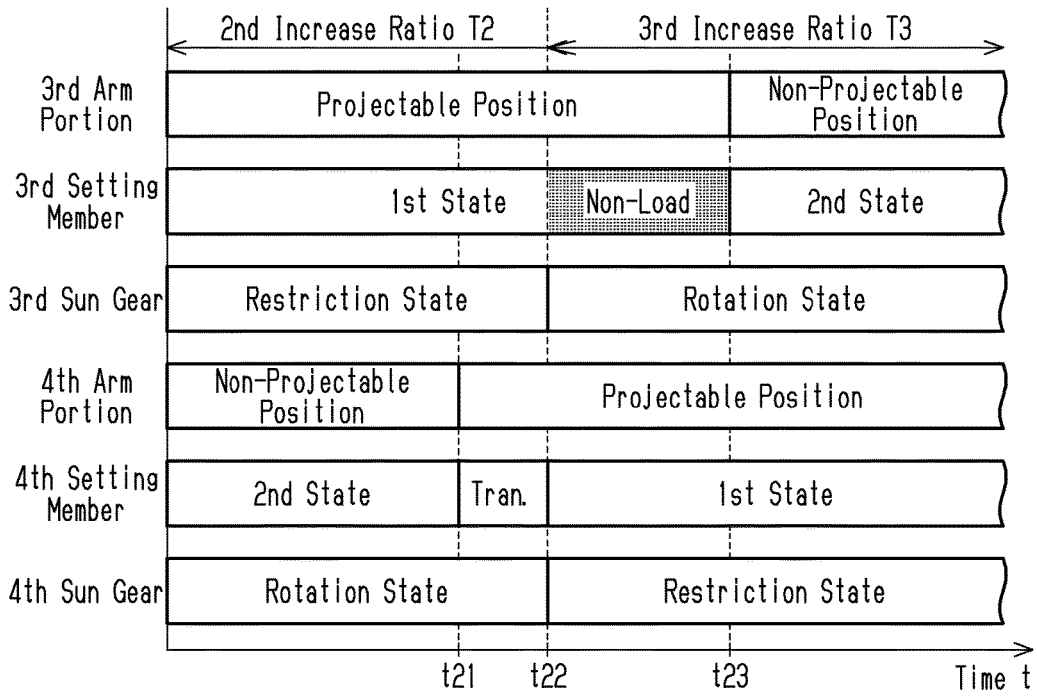 2nd Increase Ratio T2 3rd Increase Ratio T3
3rd Arm
Portion
Projectable Position
Non-Projectable
Position
3rd Setting
Member
1st State
Non-Load
2nd State
3rd Sun Gear
Restriction State
Rotation State
4th Arm
Portion
Non-Projectable
Position
Projectable Position
4th Setting
Member
2nd State
Tran.
1st State
4th Sun Gear
Rotation State
Restriction State
t21 t22 t23 Time t